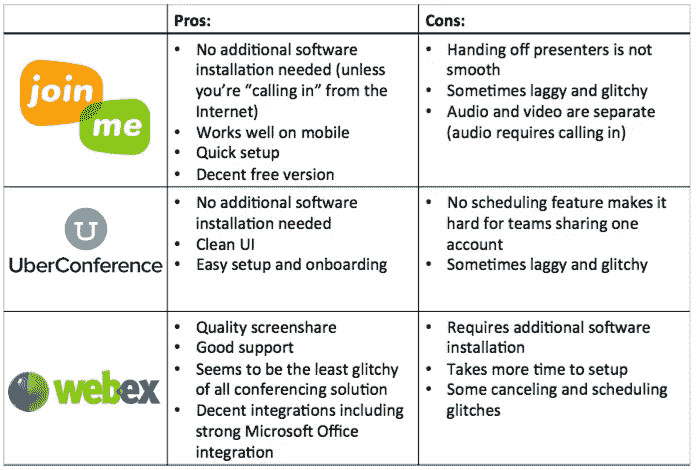 Pros:
Cons:
join
me
• No additional software
installation needed (unless
you’re “calling in” from the
Internet)
• Works well on mobile
• Quick setup
• Decent free version
• Handing off presenters is not
smooth
• Sometimes laggy and glitchy
• Audio and video are separate
(audio requires calling in)
U
UberConference
• No additional software
installation needed
• Clean UI
• Easy setup and onboarding
• No scheduling feature makes it
hard for teams sharing one
account
• Sometimes laggy and glitchy
webex
• Quality screenshare
• Good support
• Seems to be the least glitchy
of all conferencing solution
• Decent integrations including
strong Microsoft Office
integration
• Requires additional software
installation
• Takes more time to setup
• Some canceling and scheduling
glitches